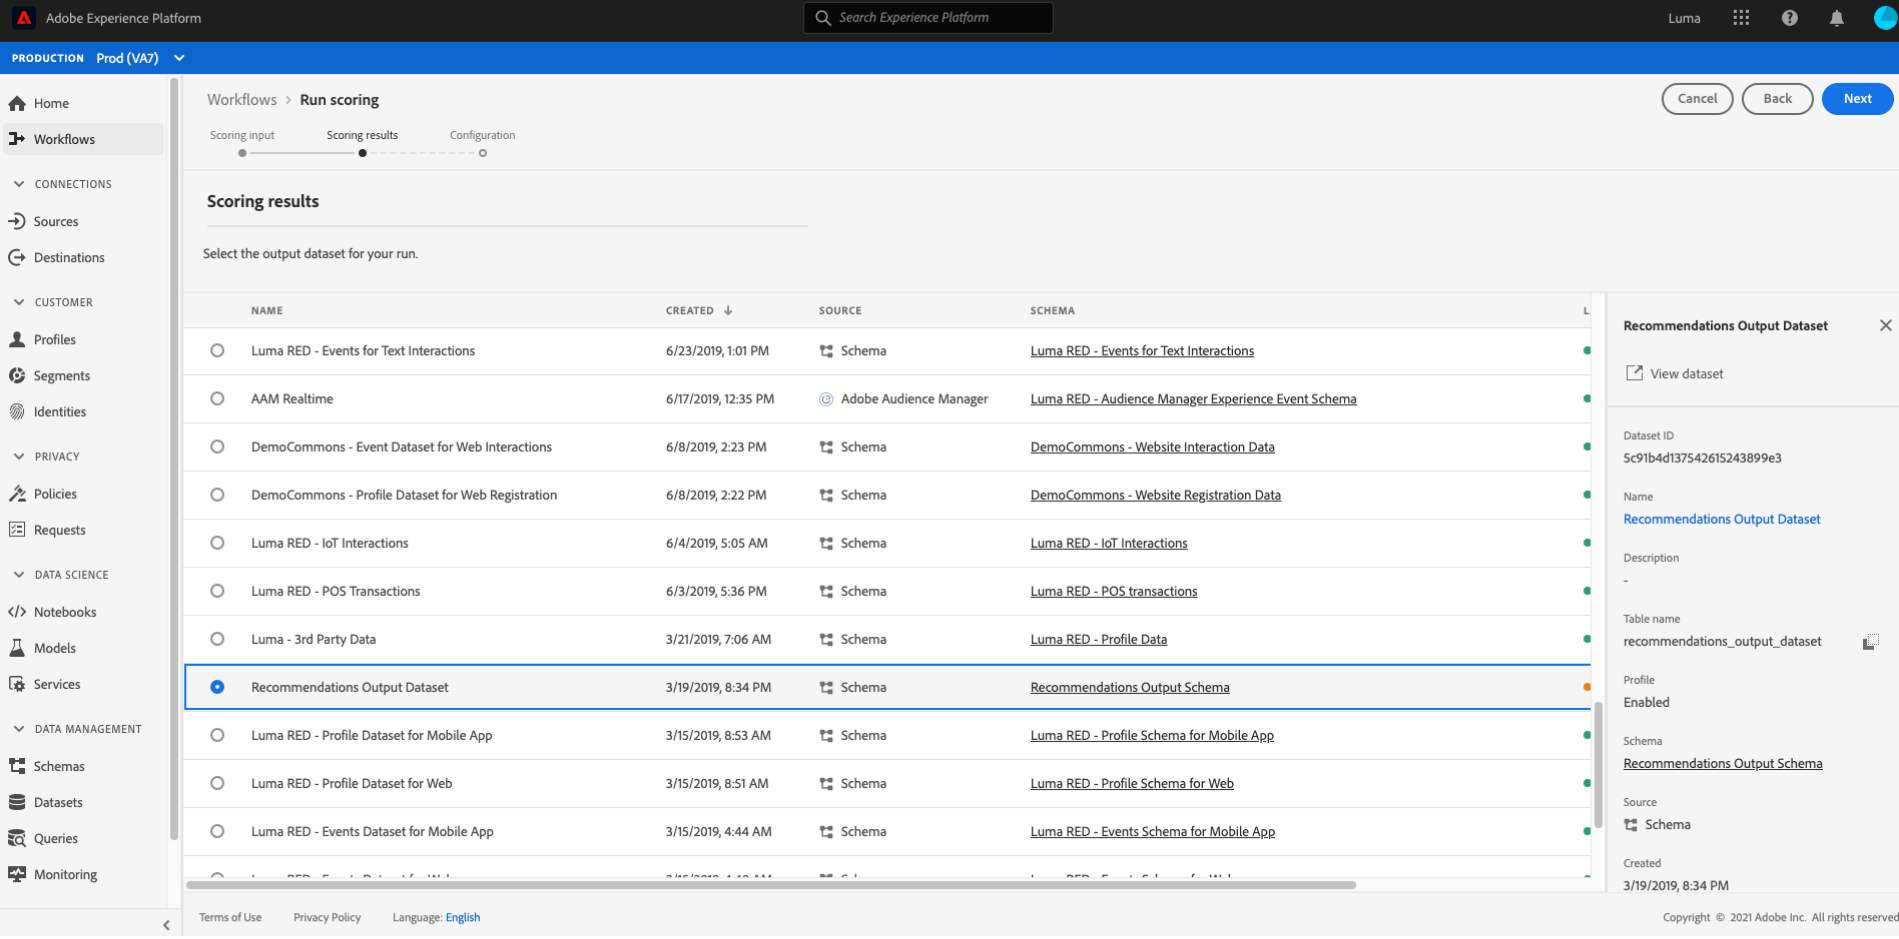 Adobe Experience Platform
Search Experience Platform
Luma
PRODUCTION Prod (VA7)
Home
Workflows
CONNECTIONS
Sources
Destinations
CUSTOMER
Profiles
Segments
Identities
PRIVACY
Policies
Requests
DATA SCIENCE
Notebooks
Models
Services
DATA MANAGEMENT
Schemas
Datasets
Queries
Monitoring
Workflows > Run scoring
Cancel Back Next
Scoring input Scoring results Configuration
Scoring results
Select the output dataset for your run.
NAME CREATED ↓ SOURCE SCHEMA
Luma RED - Events for Text Interactions 6/23/2019, 1:01 PM Schema Luma RED - Events for Text Interactions
AAM Realtime 6/17/2019, 12:35 PM Adobe Audience Manager Luma RED - Audience Manager Experience Event Schema
DemoCommons - Event Dataset for Web Interactions 6/8/2019, 2:23 PM Schema DemoCommons - Website Interaction Data
DemoCommons - Profile Dataset for Web Registration 6/8/2019, 2:22 PM Schema DemoCommons - Website Registration Data
Luma RED - IoT Interactions 6/4/2019, 5:05 AM Schema Luma RED - IoT Interactions
Luma RED - POS Transactions 6/3/2019, 5:36 PM Schema Luma RED - POS transactions
Luma - 3rd Party Data 3/21/2019, 7:06 AM Schema Luma RED - Profile Data
Recommendations Output Dataset 3/19/2019, 8:34 PM Schema Recommendations Output Schema
Luma RED - Profile Dataset for Mobile App 3/15/2019, 8:53 AM Schema Luma RED - Profile Schema for Mobile App
Luma RED - Profile Dataset for Web 3/15/2019, 8:51 AM Schema Luma RED - Profile Schema for Web
Luma RED - Events Dataset for Mobile App 3/15/2019, 4:44 AM Schema Luma RED - Events Schema for Mobile App
Recommendations Output Dataset
View dataset
Dataset ID
5c91b4d137542615243899e3
Name
Recommendations Output Dataset
Description
-
Table name
recommendations_output_dataset
Profile
Enabled
Schema
Recommendations Output Schema
Source
Schema
Created
3/19/2019, 8:34 PM
Terms of Use Privacy Policy Language: English
Copyright © 2021 Adobe Inc. All rights reserved